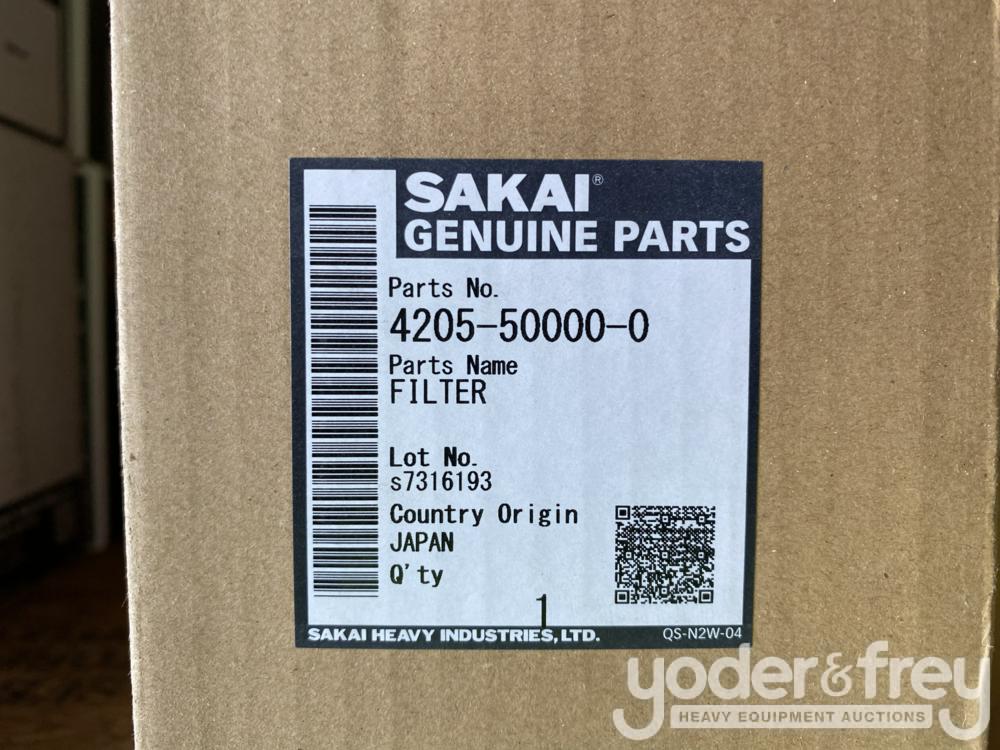 SAKAI®
GENUINE PARTS
Parts No.
4205-50000-0
Parts Name
FILTER
Lot No.
s7316193
Country Origin
JAPAN
Q'ty
1
SAKAI HEAVY INDUSTRIES, LTD.
QS-N2W-04
yoder&frey
HEAVY EQUIPMENT AUCTIONS